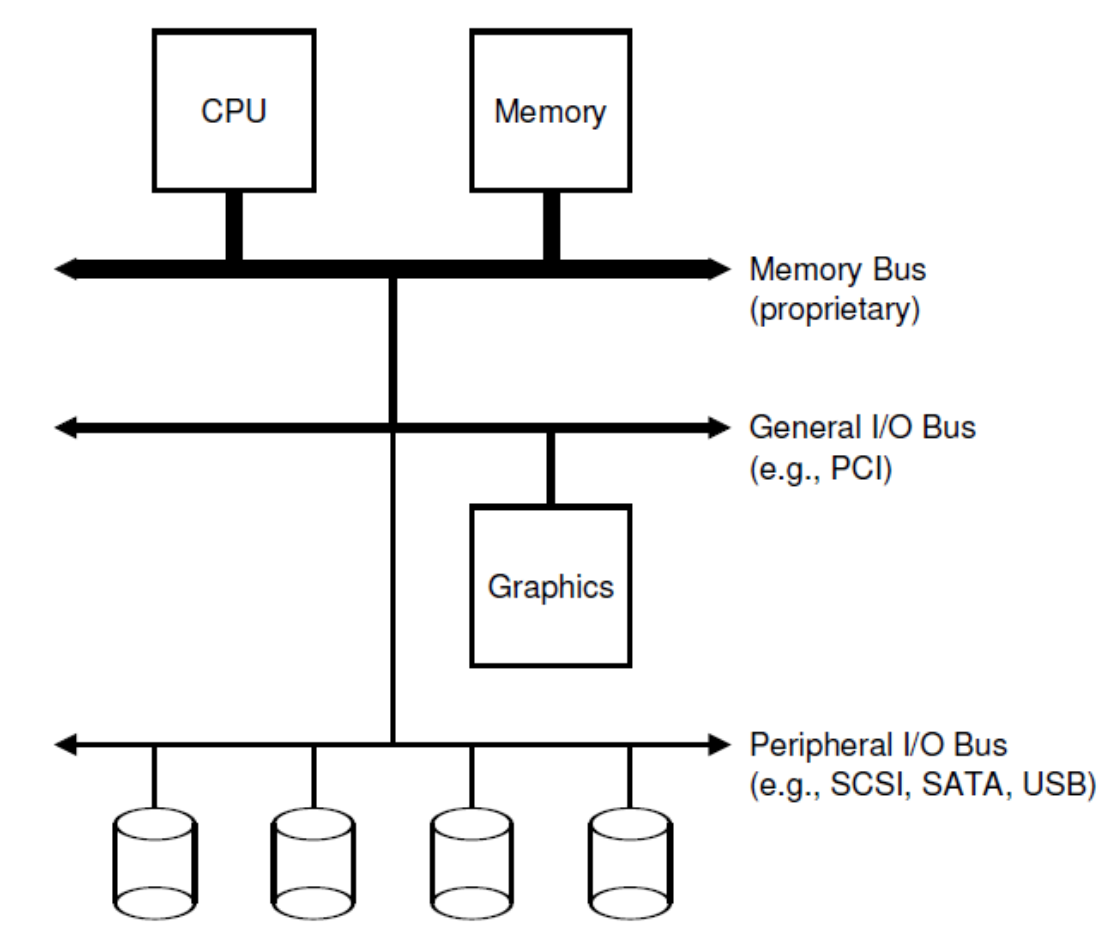 CPU
Memory
Memory Bus
(proprietary)
General I/O Bus
(e.g., PCI)
Graphics
Peripheral I/O Bus
(e.g., SCSI, SATA, USB)